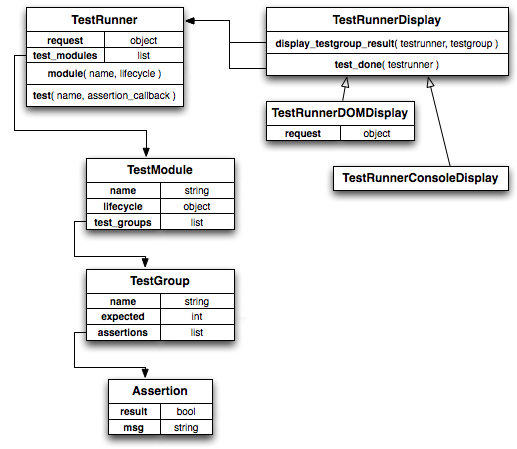 TestRunner
request object
test_modules list
module( name, lifecycle )
test( name, assertion_callback )
TestRunnerDisplay
display_testgroup_result( testrunner, testgroup )
test_done( testrunner )
TestRunnerDOMDisplay
request object
TestRunnerConsoleDisplay
TestModule
name string
lifecycle object
test_groups list
TestGroup
name string
expected int
assertions list
Assertion
result bool
msg string